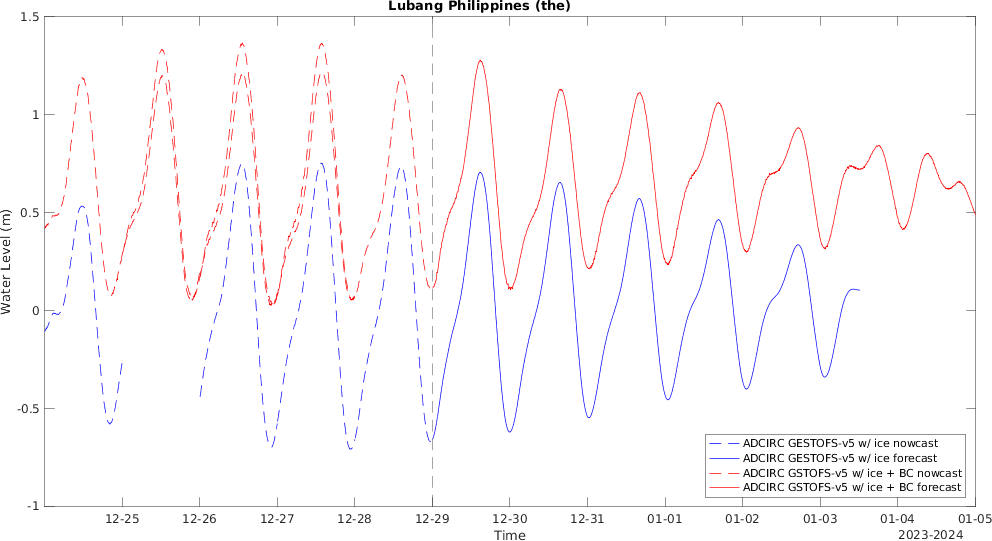 Lubang Philippines (the)
1.5
1
0.5
0
-0.5
-1
Water Level (m)
12-25 12-26 12-27 12-28 12-29 12-30 12-31 01-01 01-02 01-03 01-04 01-05
Time
2023-2024
ADCIRC GESTOFS-v5 w/ ice nowcast
ADCIRC GESTOFS-v5 w/ ice forecast
ADCIRC GSTOFS-v5 w/ ice + BC nowcast
ADCIRC GSTOFS-v5 w/ ice + BC forecast